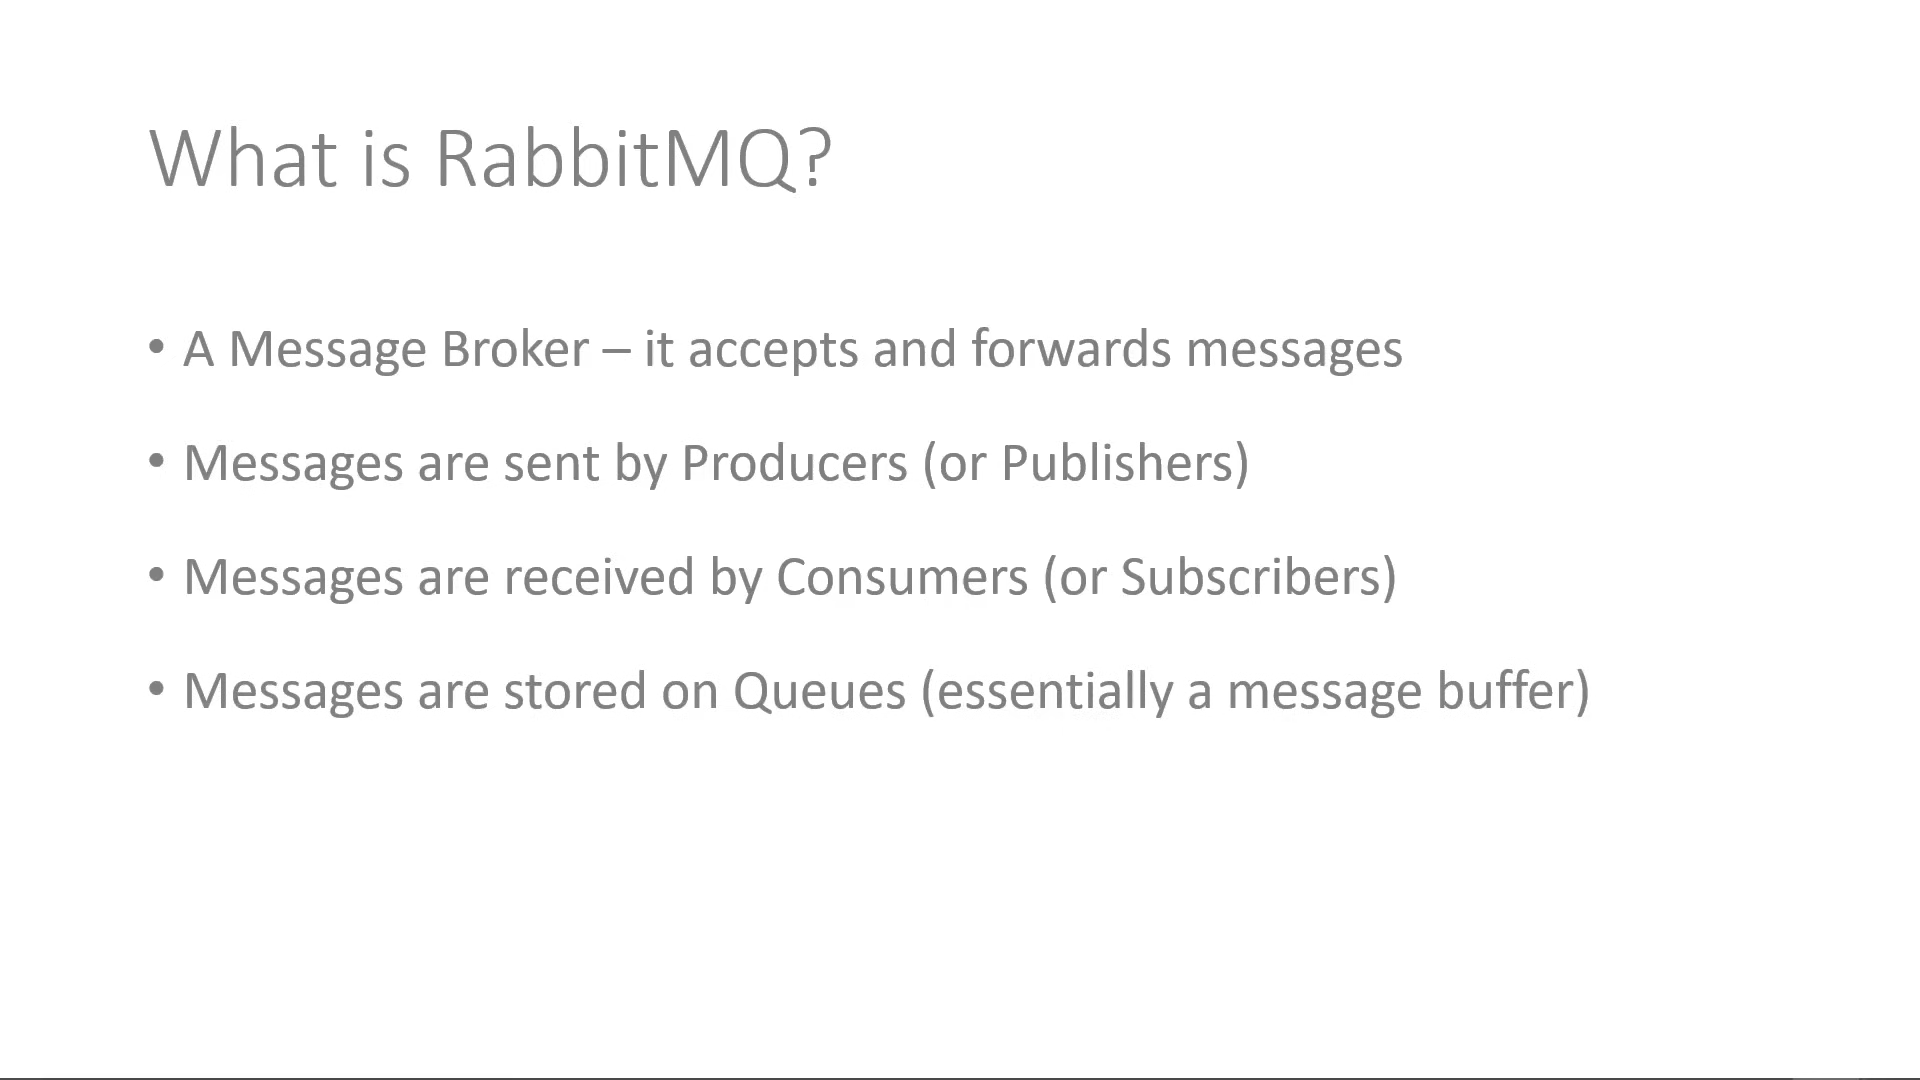 What is RabbitMQ?
• A Message Broker – it accepts and forwards messages
• Messages are sent by Producers (or Publishers)
• Messages are received by Consumers (or Subscribers)
• Messages are stored on Queues (essentially a message buffer)